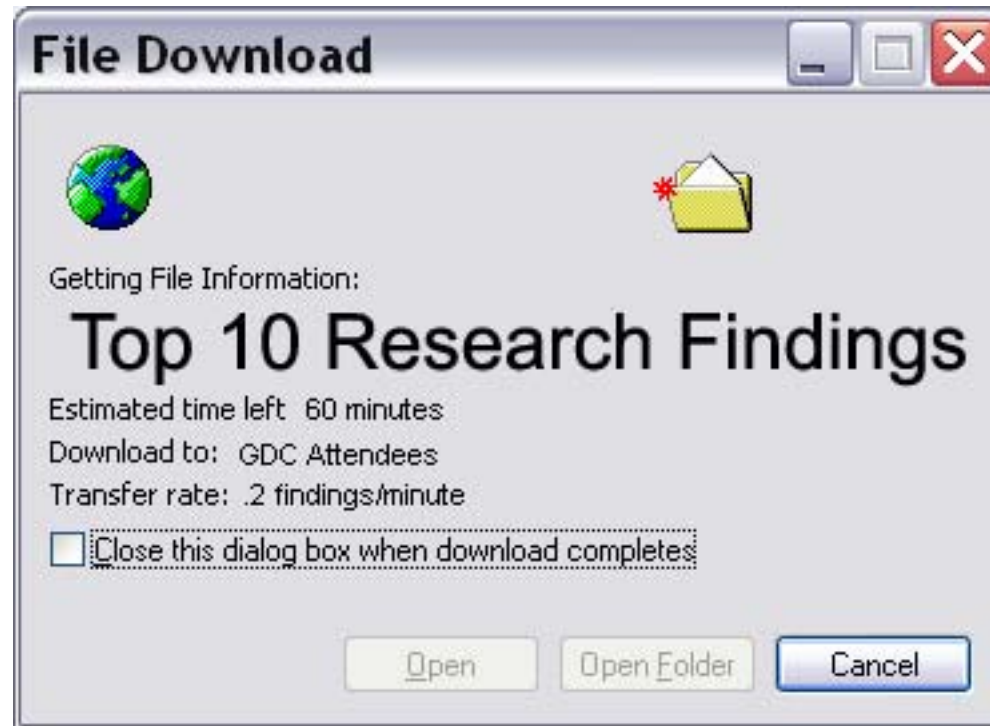 File Download
Getting File Information:
Top 10 Research Findings
Estimated time left 60 minutes
Download to: GDC Attendees
Transfer rate: .2 findings/minute
Close this dialog box when download completes
Open Open Folder Cancel